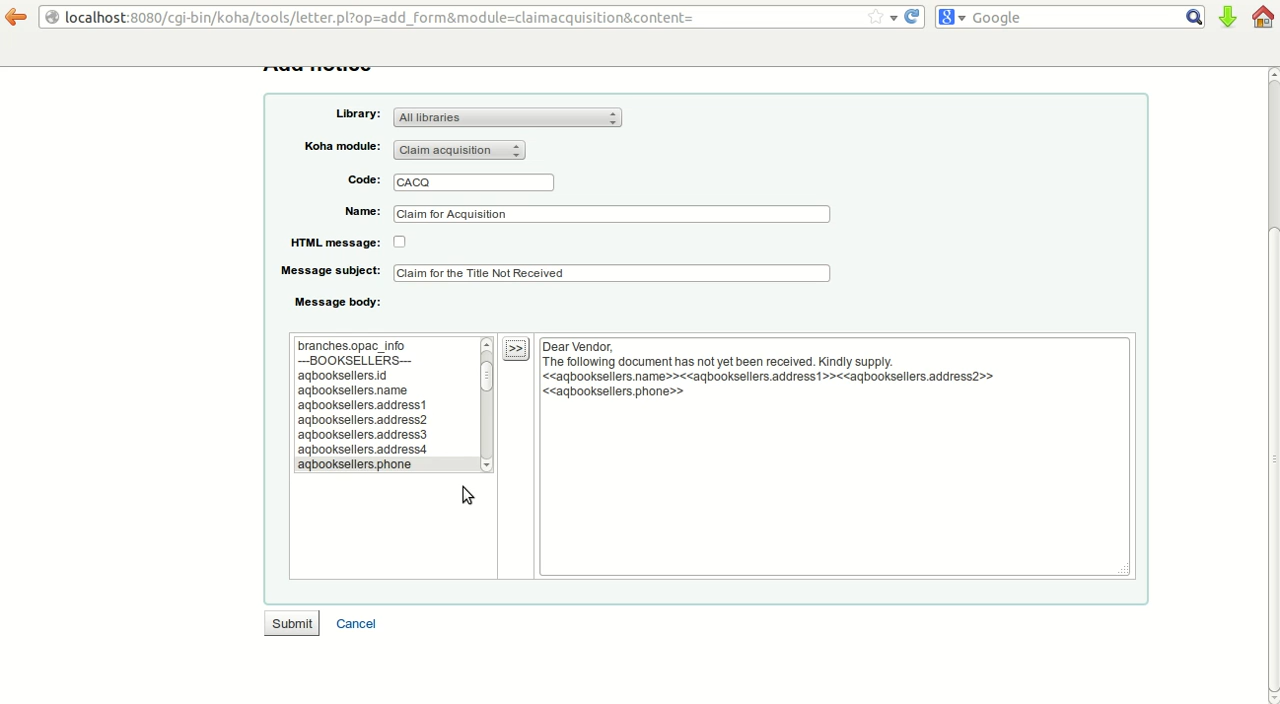 localhost:8080/cgi-bin/koha/tools/letter.pl?op=add_form&module=claimacquisition&content=
Google
Add notice
Library: All libraries
Koha module: Claim acquisition
Code: CACQ
Name: Claim for Acquisition
HTML message:
Message subject: Claim for the Title Not Received
Message body:
branches.opac_info
---BOOKSELLERS---
aqbooksellers.id
aqbooksellers.name
aqbooksellers.address1
aqbooksellers.address2
aqbooksellers.address3
aqbooksellers.address4
aqbooksellers.phone
>>
Dear Vendor,
The following document has not yet been received. Kindly supply.
<<aqbooksellers.name>><<aqbooksellers.address1>><<aqbooksellers.address2>>
<<aqbooksellers.phone>>
Submit Cancel